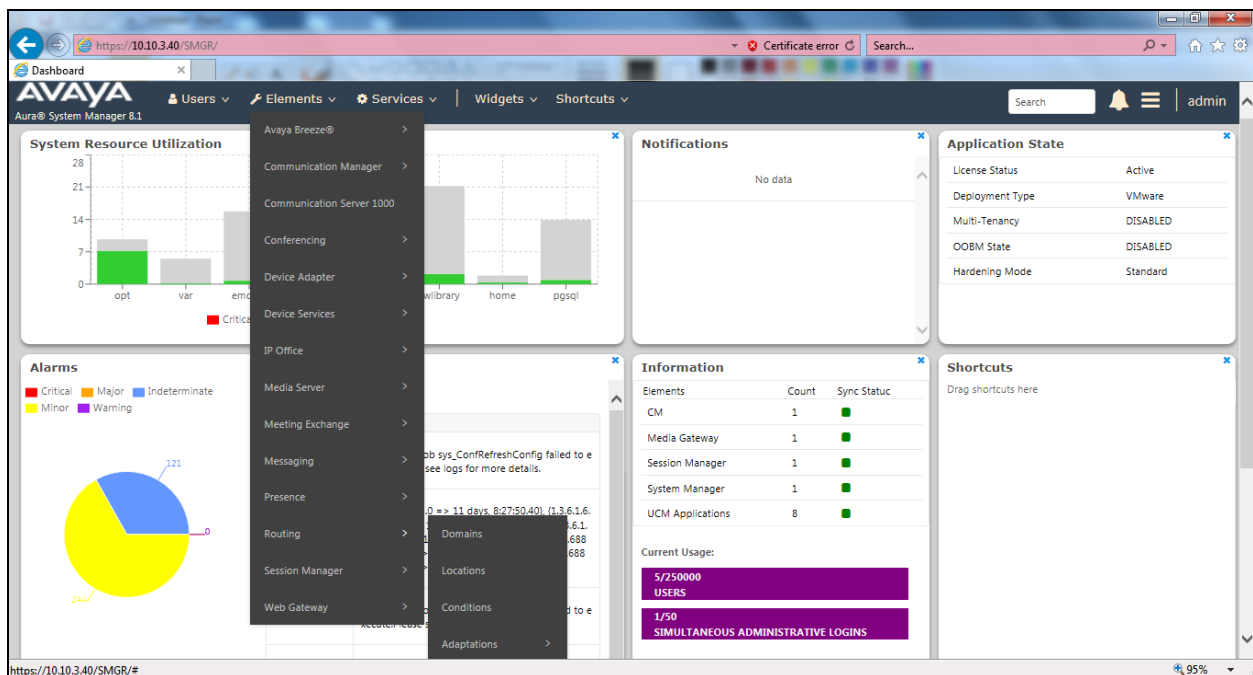 https://10.10.3.40/SMGR/
Certificate error
Search...
Dashboard
AVAYA
Aura® System Manager 8.1
Users
Elements
Services
Widgets
Shortcuts
Search
admin
Avaya Breeze®
Communication Manager
Communication Server 1000
Conferencing
Device Adapter
Device Services
IP Office
Media Server
Meeting Exchange
Messaging
Presence
Routing
Session Manager
Web Gateway
Domains
Locations
Conditions
Adaptations
System Resource Utilization
28
21
14
7
0
opt
var
home
pgsql
Notifications
No data
Application State
License Status Active
Deployment Type VMware
Multi-Tenancy DISABLED
OOBM State DISABLED
Hardening Mode Standard
Alarms
Critical Major Indeterminate
Minor Warning
121
0
244
ob sys_ConfRefreshConfig failed to e
see logs for more details.
.0 => 11 days, 8:27:50.40}, {1.3.6.1.6.
Information
Elements Count Sync Status
CM 1
Media Gateway 1
Session Manager 1
System Manager 1
UCM Applications 8
Current Usage:
5/250000
USERS
1/50
SIMULTANEOUS ADMINISTRATIVE LOGINS
Shortcuts
Drag shortcuts here
https://10.10.3.40/SMGR/#
95%